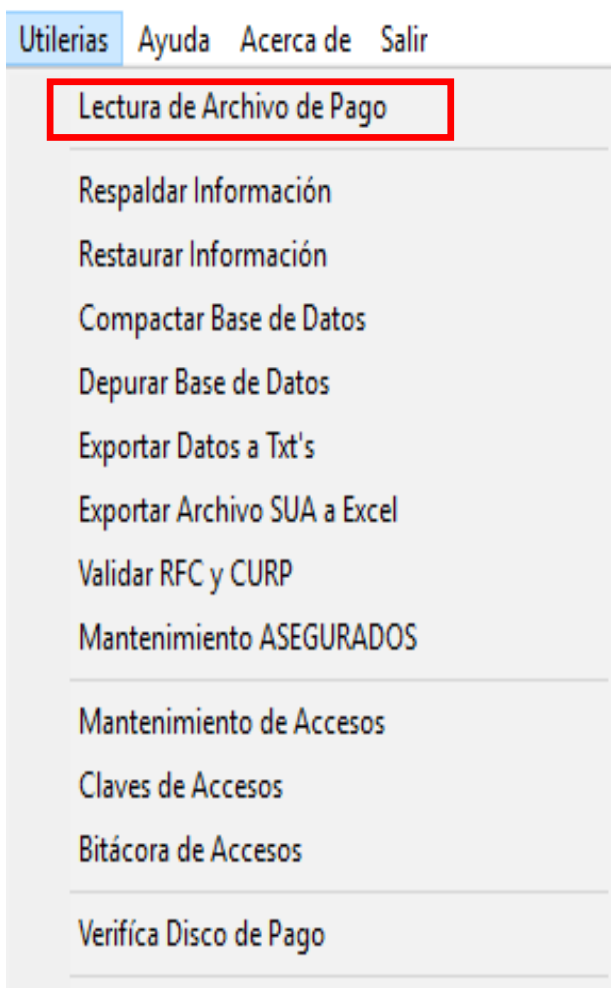 Utilerias Ayuda Acerca de Salir
Lectura de Archivo de Pago
Respaldar Información
Restaurar Información
Compactar Base de Datos
Depurar Base de Datos
Exportar Datos a Txt's
Exportar Archivo SUA a Excel
Validar RFC y CURP
Mantenimiento ASEGURADOS
Mantenimiento de Accesos
Claves de Accesos
Bitácora de Accesos
Verifíca Disco de Pago